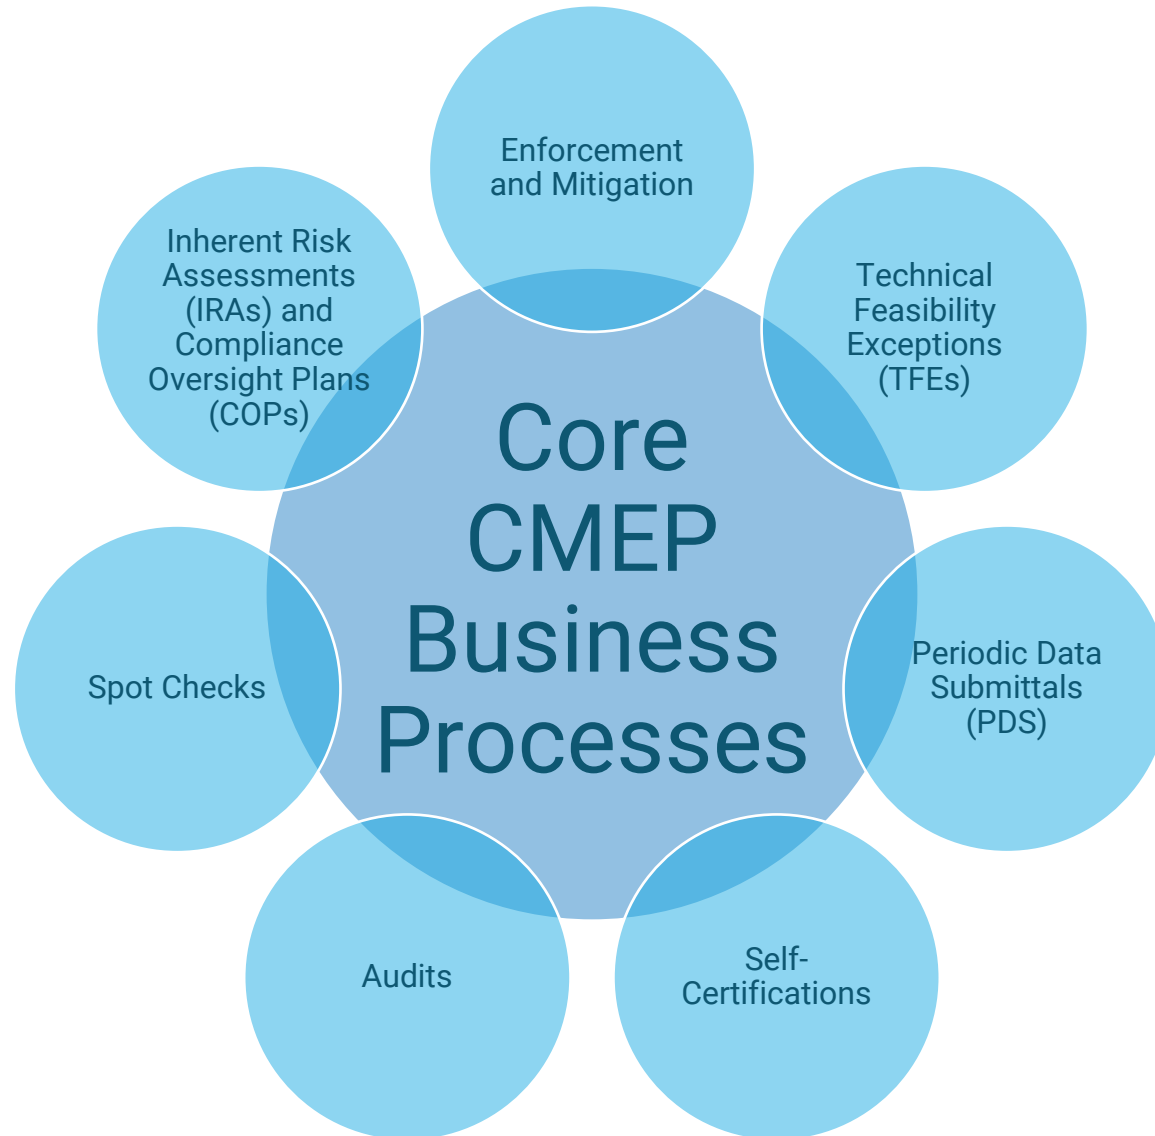 Enforcement
and Mitigation
Technical
Feasibility
Exceptions
(TFEs)
Periodic Data
Submittals
(PDS)
Self-
Certifications
Audits
Spot Checks
Inherent Risk
Assessments
(IRAs) and
Compliance
Oversight Plans
(COPs)
Core
CMEP
Business
Processes